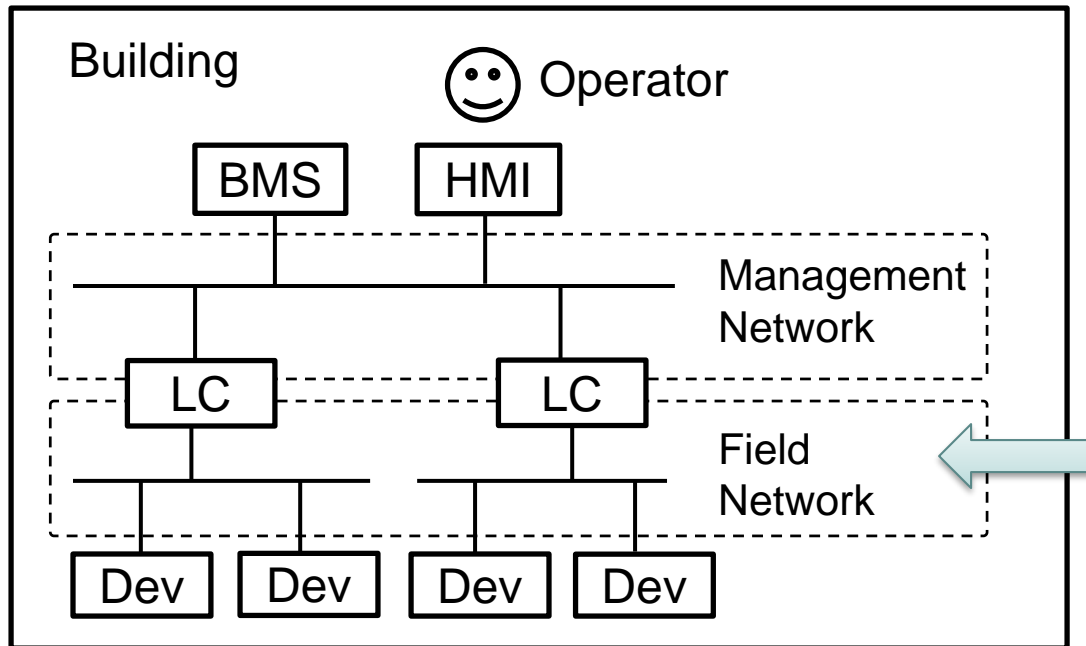 Building
Operator
BMS
HMI
Management
Network
LC
LC
Field
Network
Dev
Dev
Dev
Dev